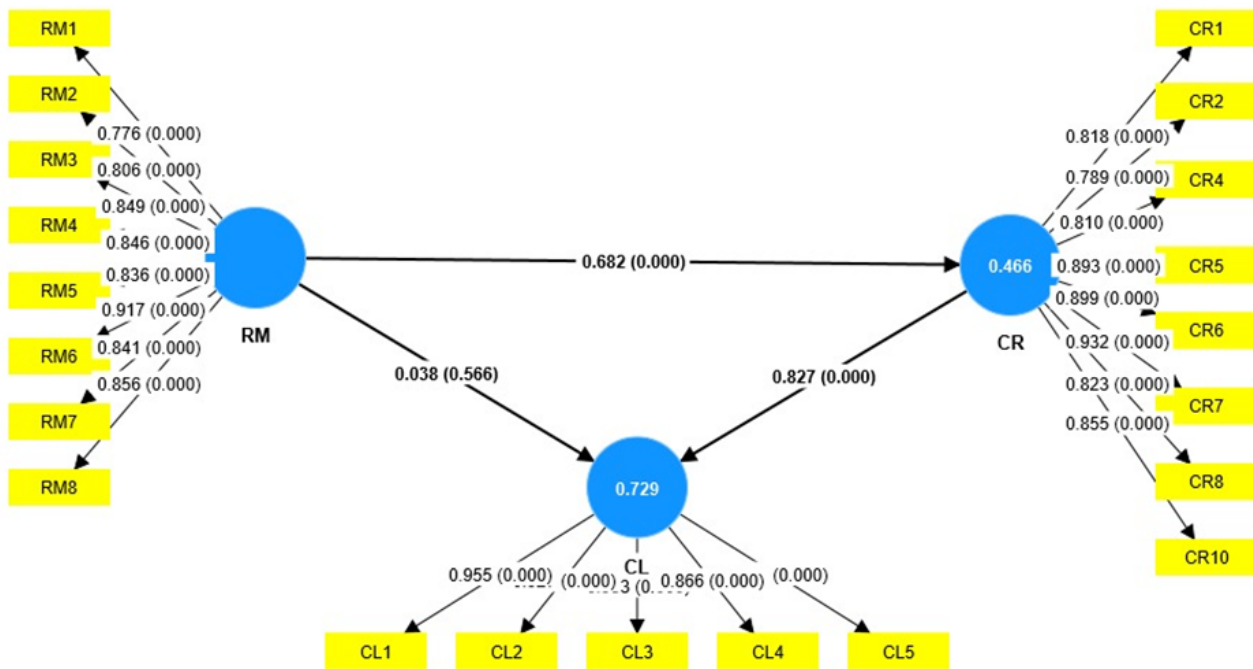 RM1
RM2
RM3
RM4
RM5
RM6
RM7
RM8
0.776 (0.000)
0.806 (0.000)
0.849 (0.000)
0.846 (0.000)
0.836 (0.000)
0.917 (0.000)
0.841 (0.000)
0.856 (0.000)
RM
0.682 (0.000)
0.038 (0.566)
0.827 (0.000)
0.466
CR
0.818 (0.000)
0.789 (0.000)
0.810 (0.000)
0.893 (0.000)
0.899 (0.000)
0.932 (0.000)
0.823 (0.000)
0.855 (0.000)
CR1
CR2
CR4
CR5
CR6
CR7
CR8
CR10
0.729
CL
0.955 (0.000)
(0.000)
0.866 (0.000)
(0.000)
CL1
CL2
CL3
CL4
CL5